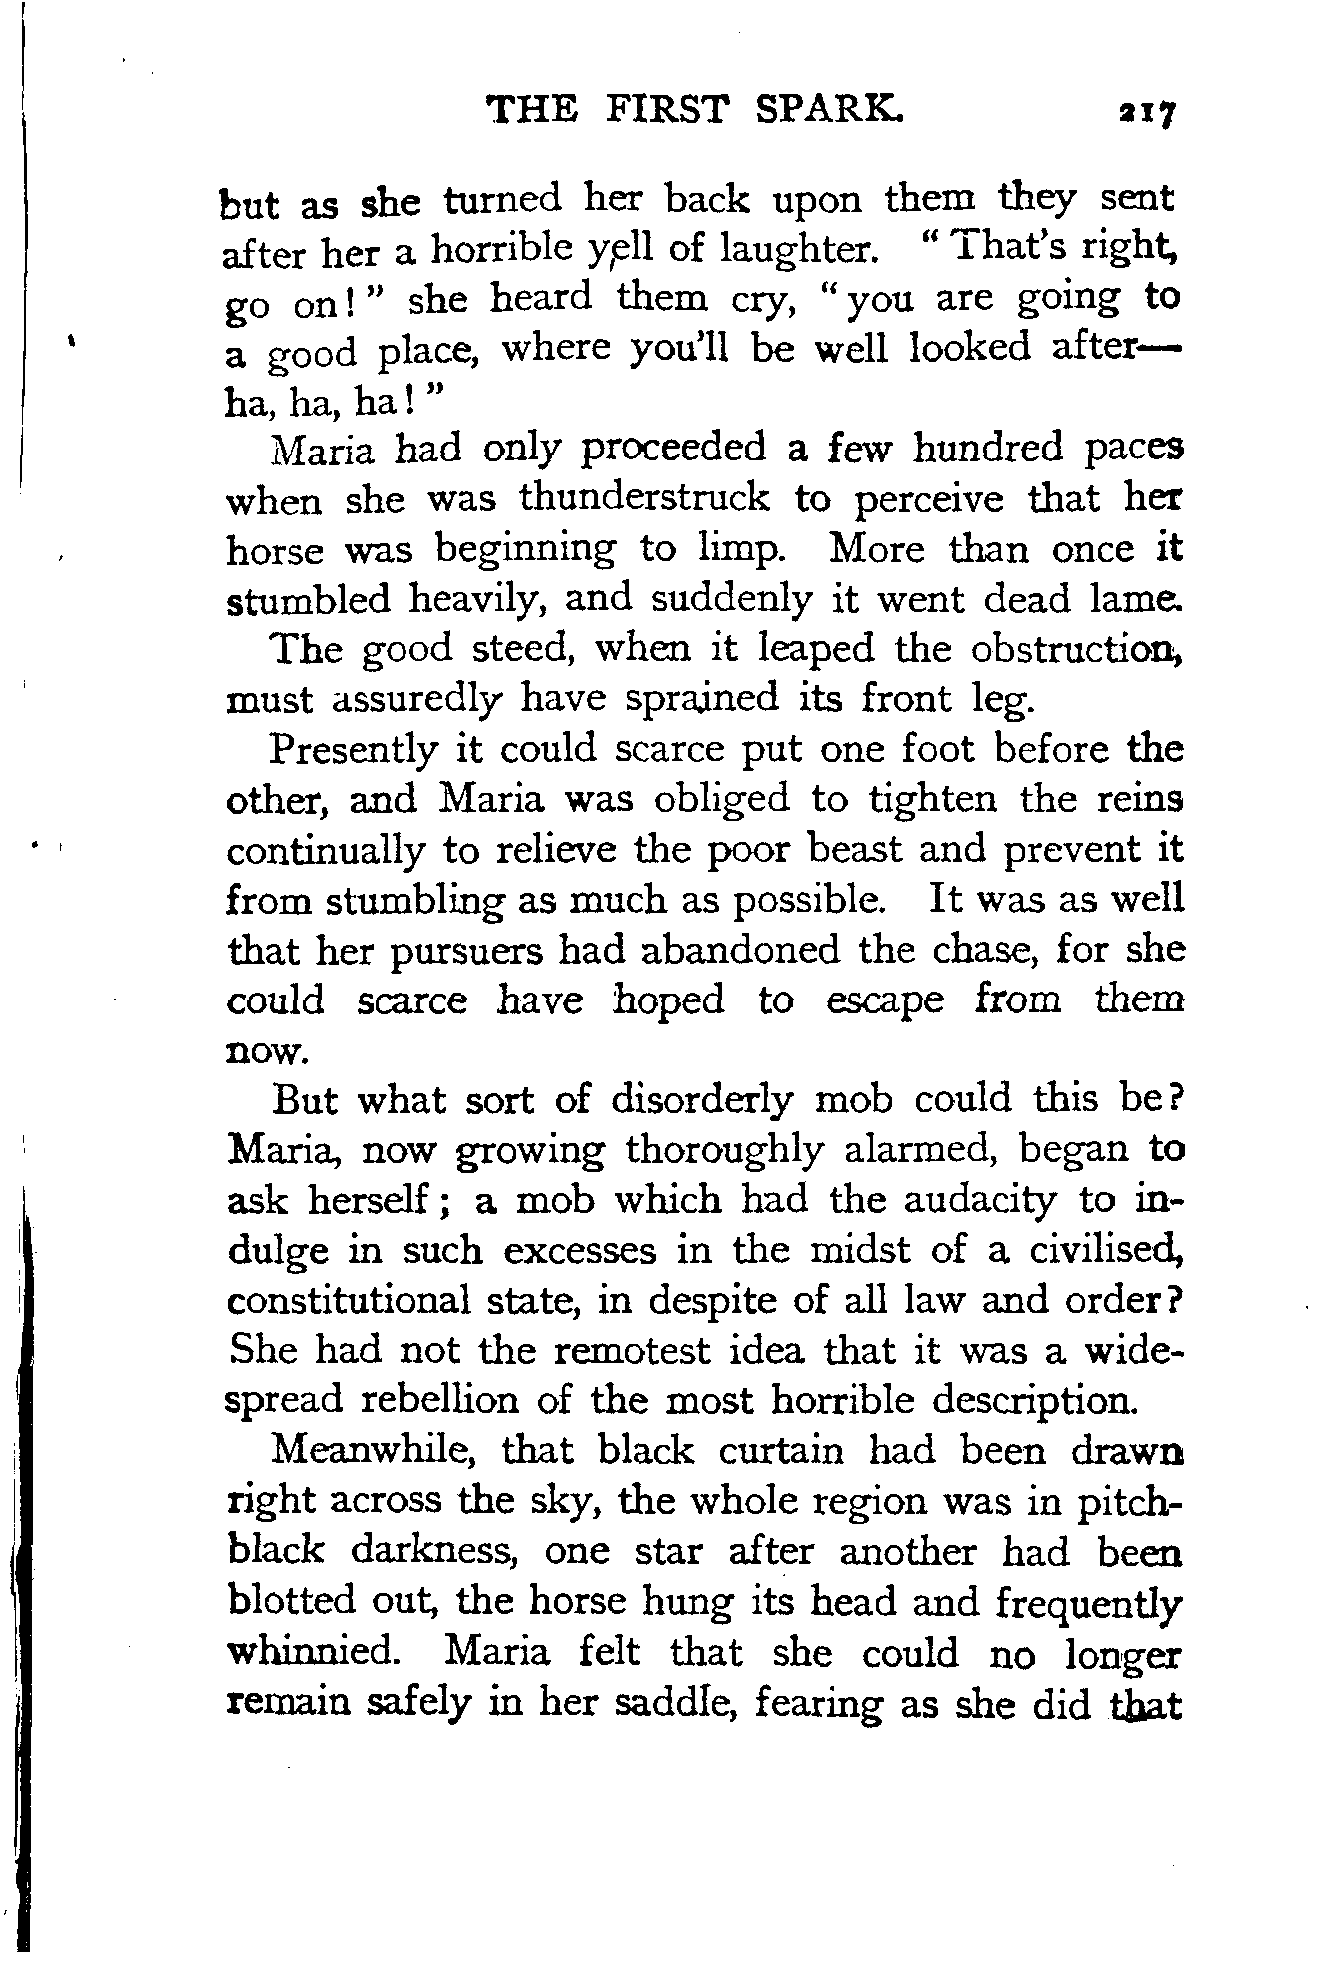 THE FIRST SPARK. 217
but as she turned her back upon them they sent
after her a horrible yell of laughter. “ That’s right,
go on! ” she heard them cry, “ you are going to
a good place, where you’ll be well looked after—
ha, ha, ha! ”
Maria had only proceeded a few hundred paces
when she was thunderstruck to perceive that her
horse was beginning to limp. More than once it
stumbled heavily, and suddenly it went dead lame.
The good steed, when it leaped the obstruction,
must assuredly have sprained its front leg.
Presently it could scarce put one foot before the
other, and Maria was obliged to tighten the reins
continually to relieve the poor beast and prevent it
from stumbling as much as possible. It was as well
that her pursuers had abandoned the chase, for she
could scarce have hoped to escape from them
now.
But what sort of disorderly mob could this be?
Maria, now growing thoroughly alarmed, began to
ask herself ; a mob which had the audacity to in-
dulge in such excesses in the midst of a civilised,
constitutional state, in despite of all law and order?
She had not the remotest idea that it was a wide-
spread rebellion of the most horrible description.
Meanwhile, that black curtain had been drawn
right across the sky, the whole region was in pitch-
black darkness, one star after another had been
blotted out, the horse hung its head and frequently
whinnied. Maria felt that she could no longer
remain safely in her saddle, fearing as she did that